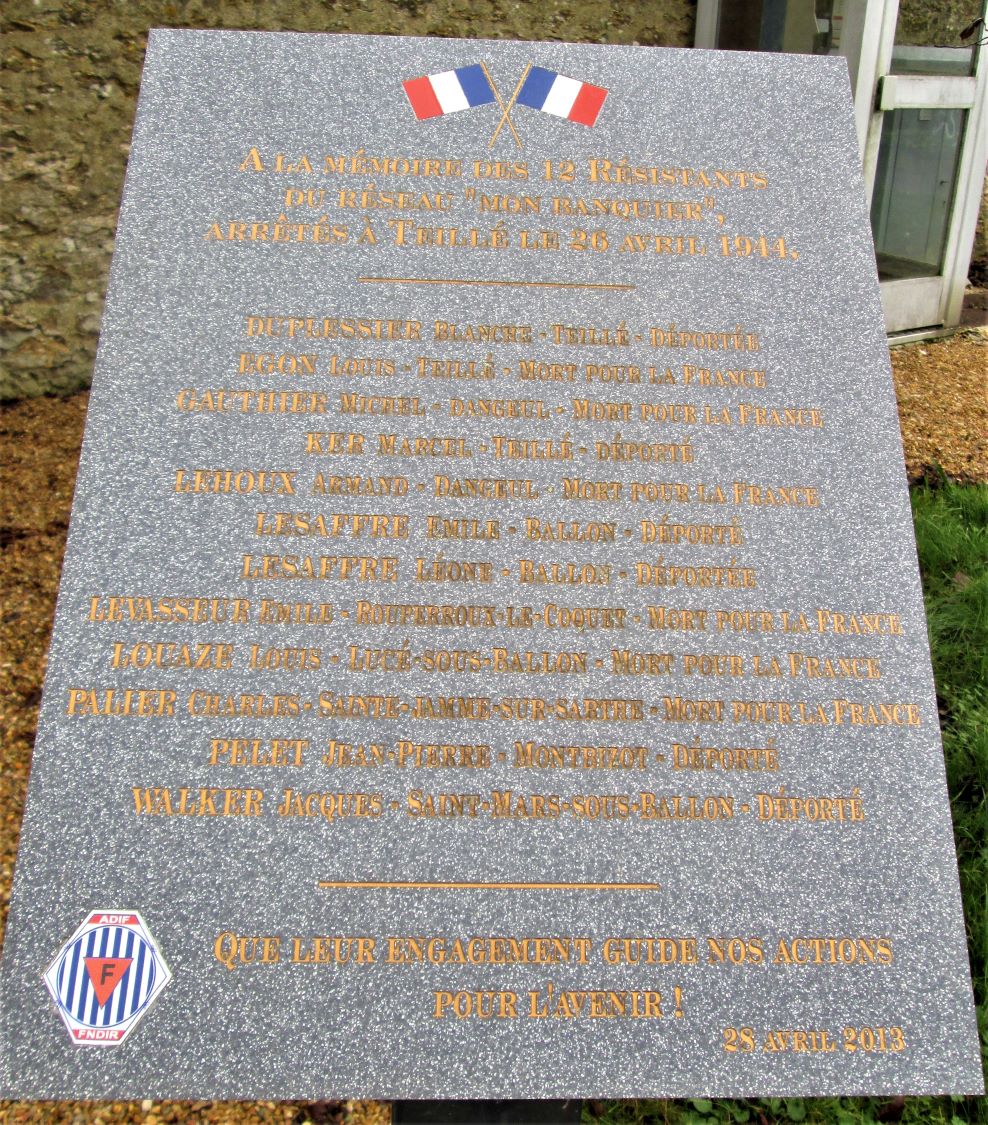 A LA MÉMOIRE DES 12 RÉSISTANTS
DU RÉSEAU "MON BANQUIER",
ARRÊTÉS À TEILLÉ LE 26 AVRIL 1944,
DUPLESSIER BLANCHE - TEILLÉ - DÉPORTÉE
EGON LOUIS - TEILLÉ - MORT POUR LA FRANCE
GAUTHIER MICHEL - DANGEUL - MORT POUR LA FRANCE
KER MARCEL - TEILLÉ - DÉPORTÉ
LEHOUX ARMAND - DANGEUL - MORT POUR LA FRANCE
LESAFFRE EMILE - BALLON - DÉPORTÉ
LESAFFRE LÉONE - BALLON - DÉPORTÉE
LEVASSEUR EMILE - ROUPERROUX-LE-COQUET - MORT POUR LA FRANCE
LOUAZE LOUIS - LUCÉ-SOUS-BALLON - MORT POUR LA FRANCE
PALIER CHARLES - SAINTE-JAMME-SUR-SARTHE - MORT POUR LA FRANCE
PELET JEAN-PIERRE - MONTBIZOT - DÉPORTÉ
WALKER JACQUES - SAINT-MARS-SOUS-BALLON - DÉPORTÉ
ADIF
F
FNDIR
QUE LEUR ENGAGEMENT GUIDE NOS ACTIONS
POUR L'AVENIR !
28 AVRIL 2013